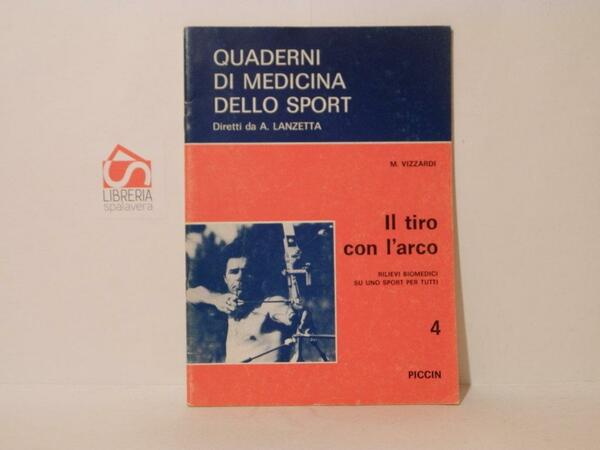 QUADERNI
DI MEDICINA
DELLO SPORT
Diretti da A. LANZETTA
M. VIZZARDI
Il tiro
con l'arco
RILIEVI BIOMEDICI
SU UNO SPORT PER TUTTI
4
PICCIN
LIBRERIA
spalavera